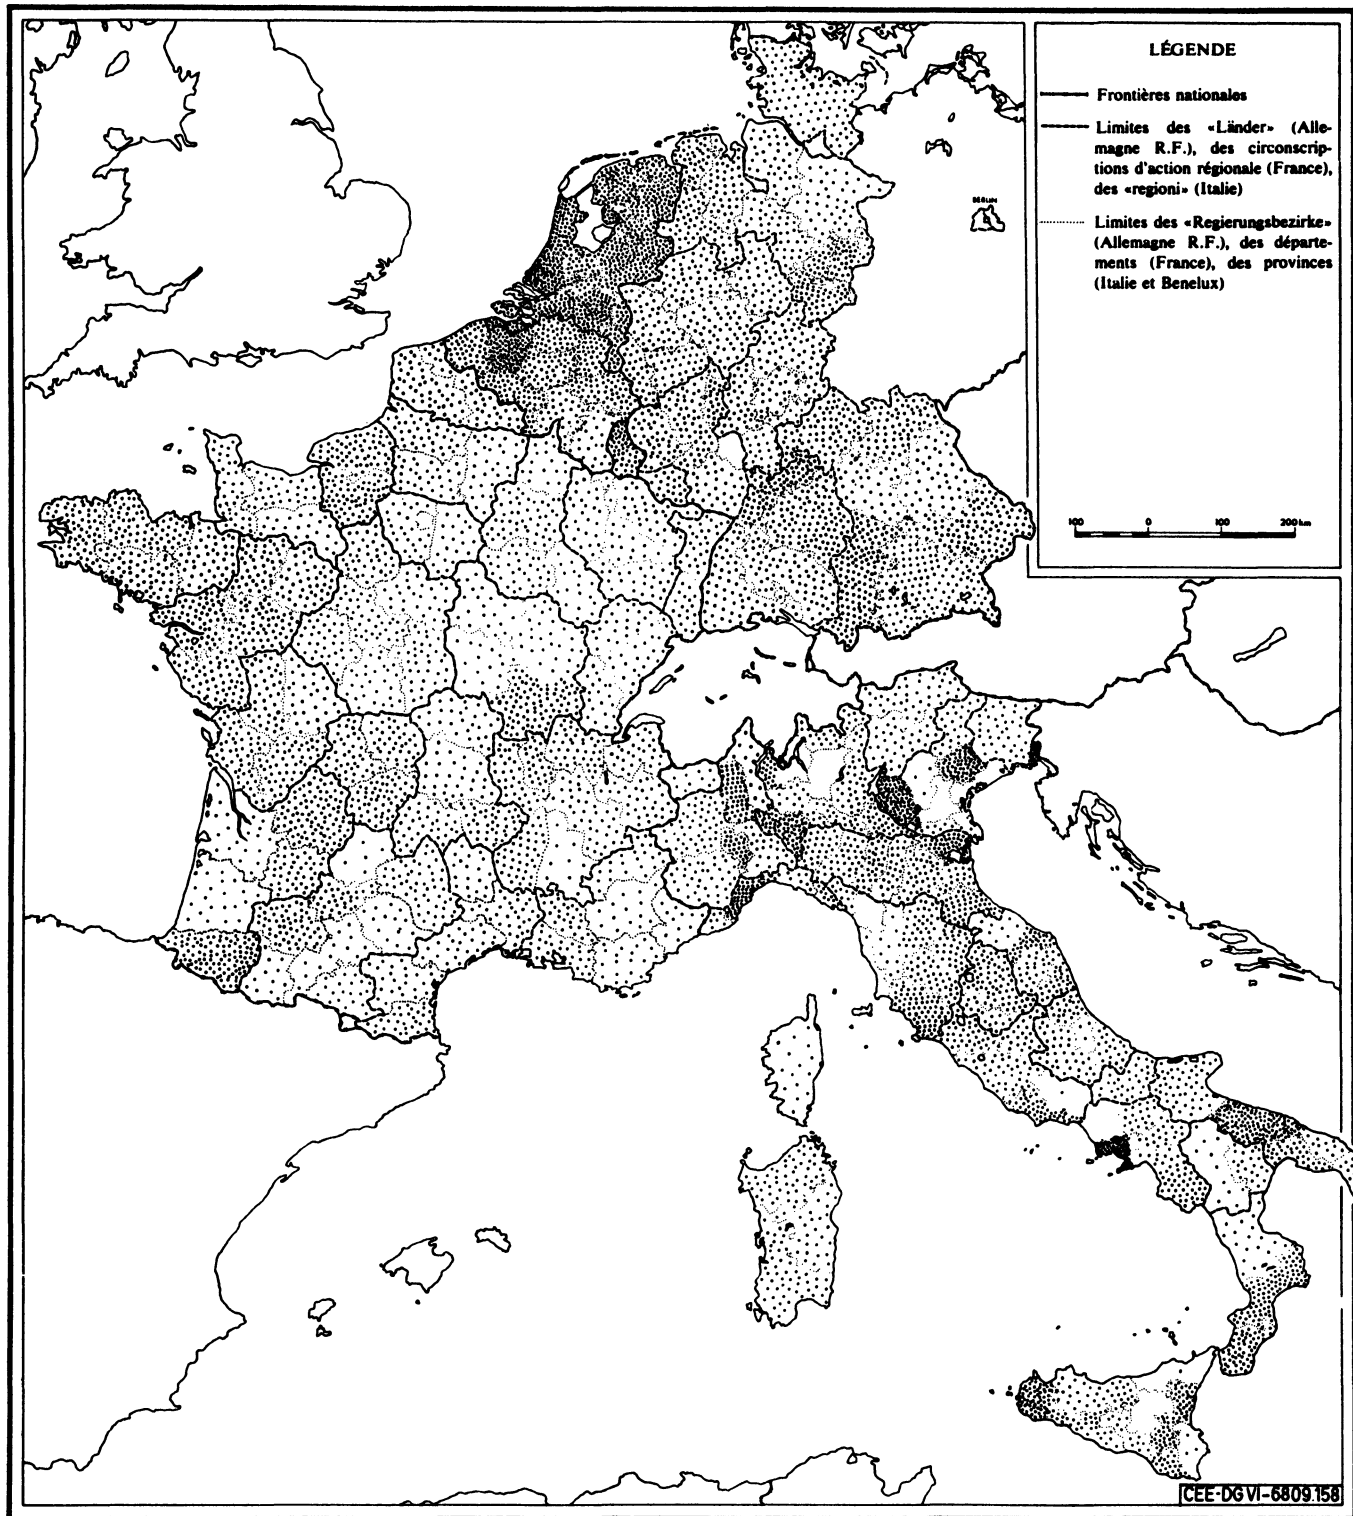 LÉGENDE
Frontières nationales
Limites des «Länder» (Alle-
magne R.F.), des circonscrip-
tions d'action régionale (France),
des «regioni» (Italie)
Limites des «Regierungsbezirke»
(Allemagne R.F.), des départe-
ments (France), des provinces
(Italie et Benelux)
BERLIN
100 0 100 200 km
CEE-DG VI-6809.158